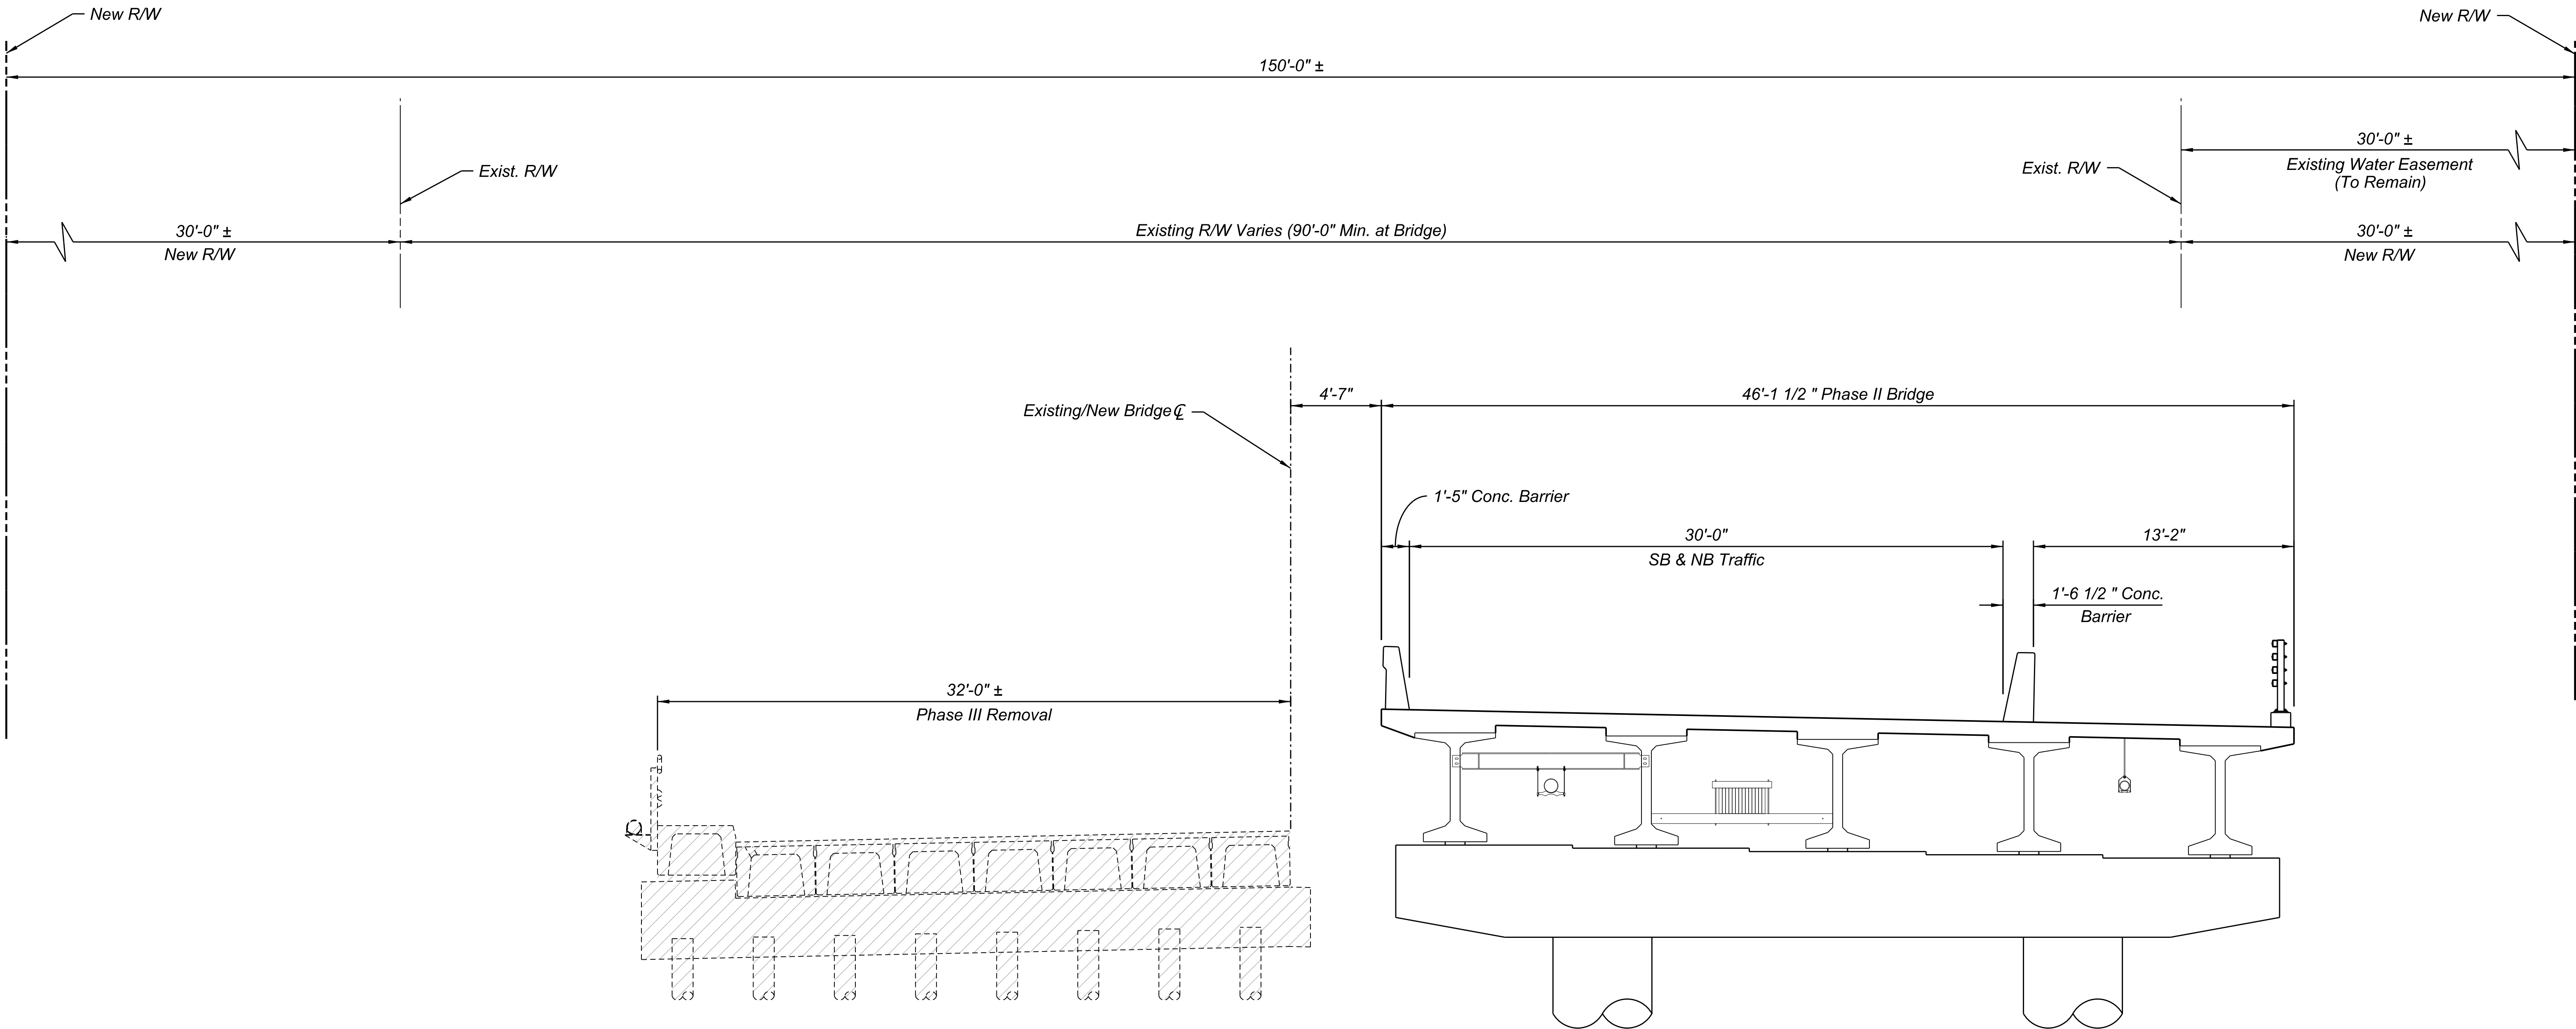 New R/W
New R/W
150'-0" ±
30'-0" ±
Existing Water Easement
(To Remain)
Exist. R/W
Exist. R/W
30'-0" ±
New R/W
Existing R/W Varies (90'-0" Min. at Bridge)
30'-0" ±
New R/W
4'-7"
46'-1 1/2 " Phase II Bridge
Existing/New Bridge ℄
1'-5" Conc. Barrier
30'-0"
SB & NB Traffic
13'-2"
1'-6 1/2 " Conc.
Barrier
32'-0" ±
Phase III Removal